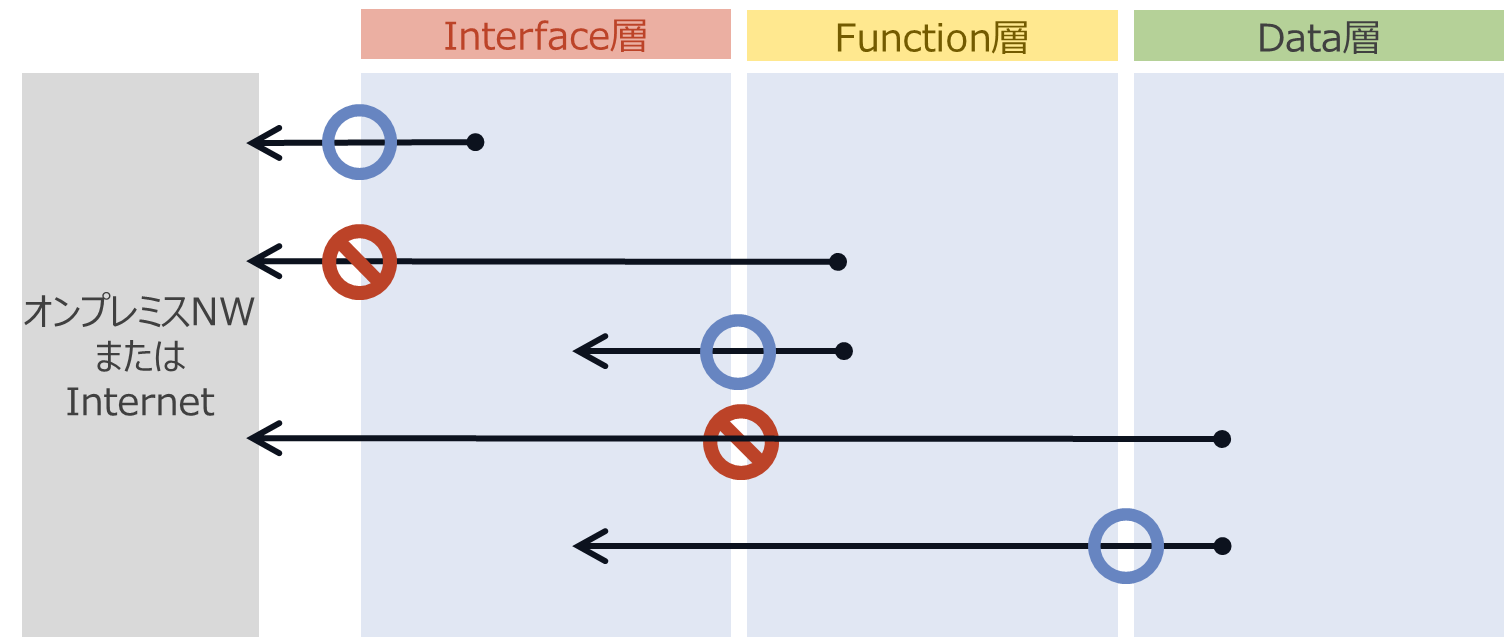 Interface層
Function層
Data層
オンプレミスNW
または
Internet